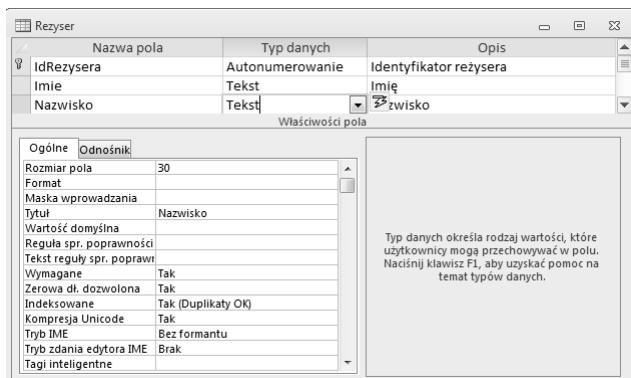 Rezyser
Nazwa pola Typ danych Opis
IdRezysera Autonumerowanie Identyfikator reżysera
Imie Tekst Imię
Nazwisko Tekst zwisko
Właściwości pola
Ogólne Odnośnik
Rozmiar pola 30
Format
Maska wprowadzania
Tytuł Nazwisko
Wartość domyślna
Reguła spr. poprawności
Tekst reguły spr. popraw
Wymagane Tak
Zerowa dł. dozwolona Tak
Indeksowane Tak (Duplikaty OK)
Kompresja Unicode Tak
Tryb IME Bez formantu
Tryb zdania edytora IME Brak
Tagi inteligentne
Typ danych określa rodzaj wartości, które
użytkownicy mogą przechowywać w polu.
Naciśnij klawisz F1, aby uzyskać pomoc na
temat typów danych.